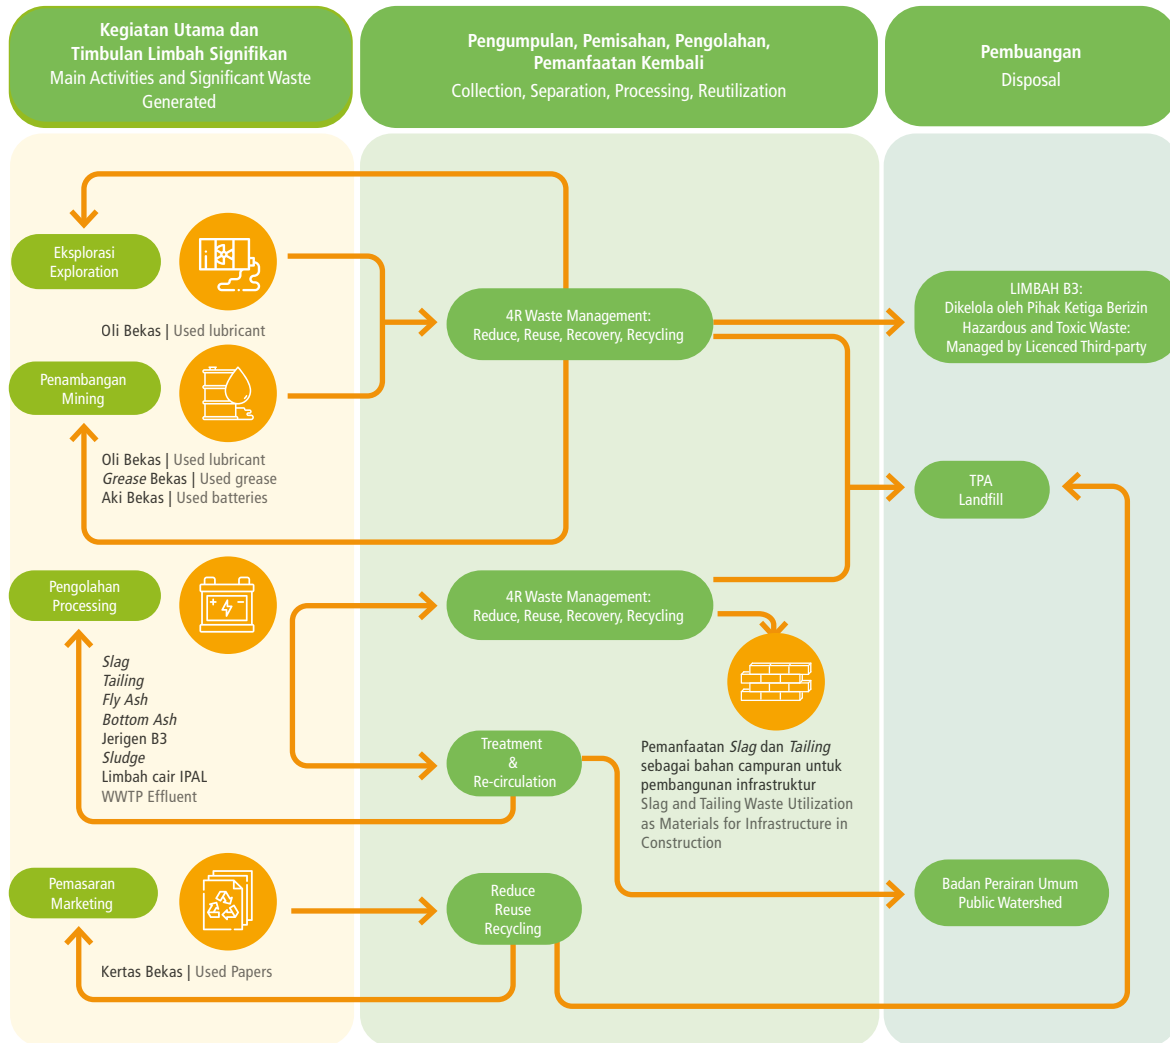 Kegiatan Utama dan
Timbulan Limbah Signifikan
Main Activities and Significant Waste
Generated
Pengumpulan, Pemisahan, Pengolahan,
Pemanfaatan Kembali
Collection, Separation, Processing, Reutilization
Pembuangan
Disposal
Eksplorasi
Exploration
Oli Bekas | Used lubricant
Penambangan
Mining
Oli Bekas | Used lubricant
Grease Bekas | Used grease
Aki Bekas | Used batteries
4R Waste Management:
Reduce, Reuse, Recovery, Recycling
LIMBAH B3:
Dikelola oleh Pihak Ketiga Berizin
Hazardous and Toxic Waste:
Managed by Licenced Third-party
TPA
Landfill
Pengolahan
Processing
Slag
Tailing
Fly Ash
Bottom Ash
Jerigen B3
Sludge
Limbah cair IPAL
WWTP Effluent
4R Waste Management:
Reduce, Reuse, Recovery, Recycling
Treatment
&
Re-circulation
Pemanfaatan Slag dan Tailing
sebagai bahan campuran untuk
pembangunan infrastruktur
Slag and Tailing Waste Utilization
as Materials for Infrastructure in
Construction
Pemasaran
Marketing
Kertas Bekas | Used Papers
Reduce
Reuse
Recycling
Badan Perairan Umum
Public Watershed